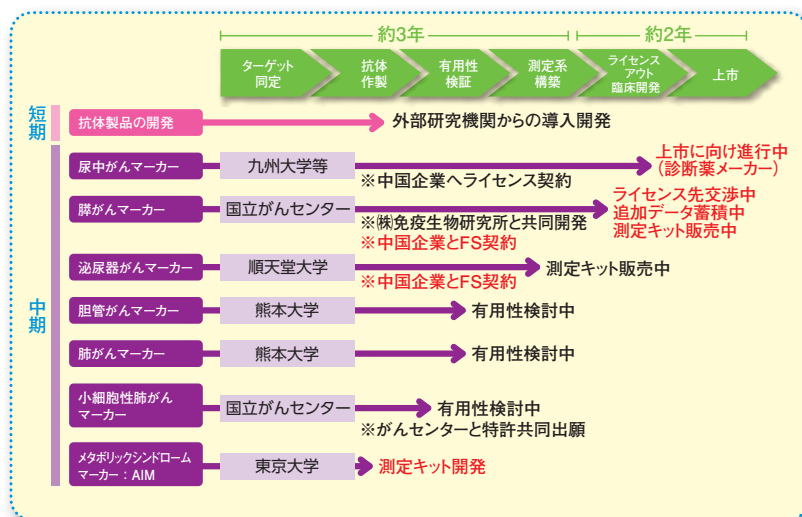 約3年
約2年
ターゲット
同定
抗体
作製
有用性
検証
測定系
構築
ライセンス
アウト
臨床開発
上市
短期
抗体製品の開発
外部研究機関からの導入開発
中期
尿中がんマーカー
九州大学等
※中国企業へライセンス契約
上市に向け進行中
(診断薬メーカー)
膵がんマーカー
国立がんセンター
※㈱免疫生物研究所と共同開発
※中国企業とFS契約
ライセンス先交渉中
追加データ蓄積中
測定キット販売中
泌尿器がんマーカー
順天堂大学
※中国企業とFS契約
測定キット販売中
胆管がんマーカー
熊本大学
有用性検討中
肺がんマーカー
熊本大学
有用性検討中
小細胞性肺がん
マーカー
国立がんセンター
有用性検討中
※がんセンターと特許共同出願
メタボリックシンドローム
マーカー：AIM
東京大学
測定キット開発